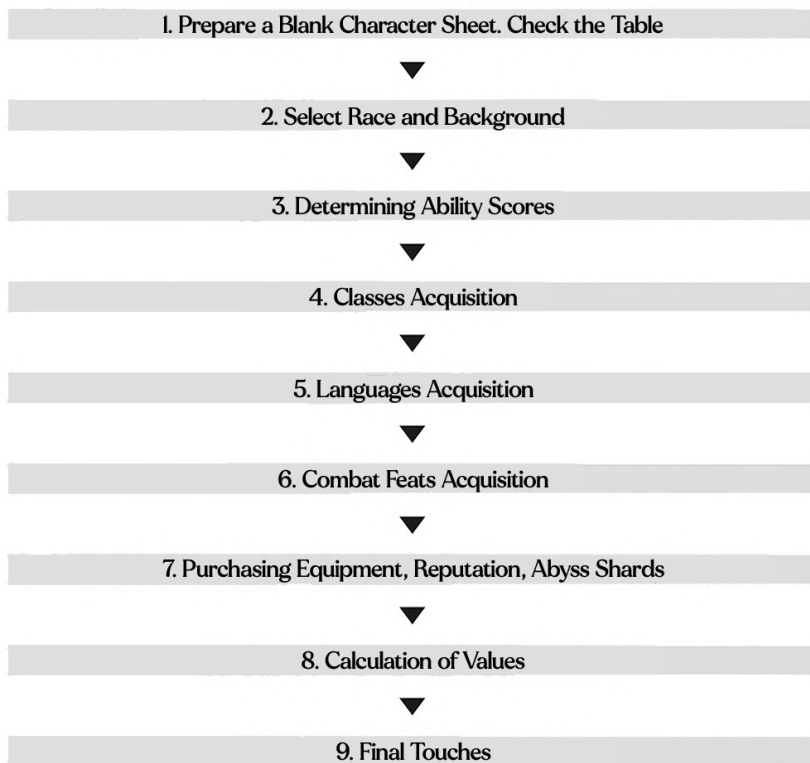 1. Prepare a Blank Character Sheet. Check the Table
2. Select Race and Background
3. Determining Ability Scores
4. Classes Acquisition
5. Languages Acquisition
6. Combat Feats Acquisition
7. Purchasing Equipment, Reputation, Abyss Shards
8. Calculation of Values
9. Final Touches